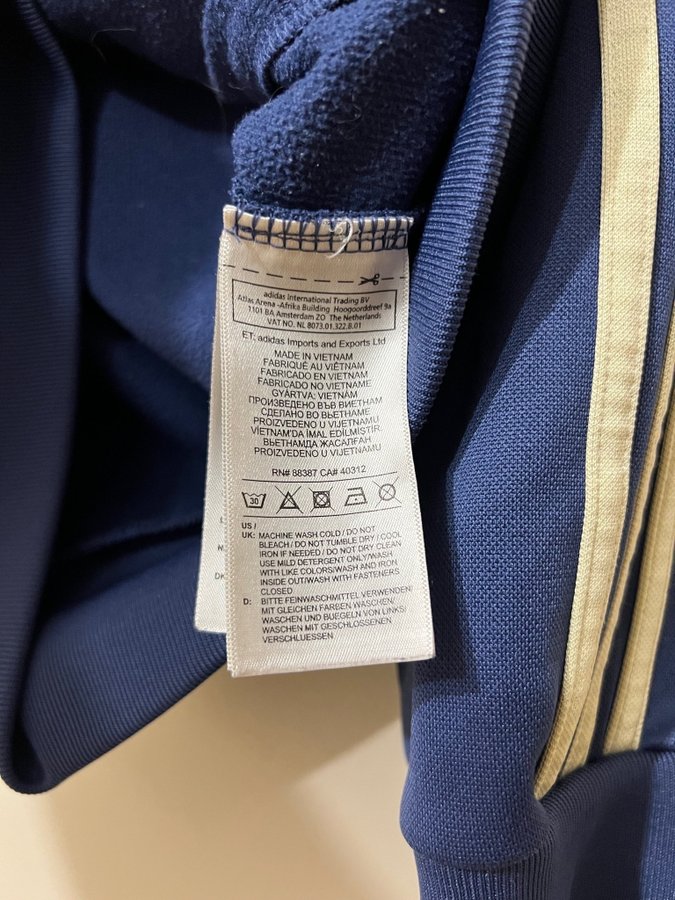 adidas International Trading BV
Atlas Arena -Afrika Building Hoogoorddreef 9a
1101 BA Amsterdam ZO The Netherlands
VAT NO. NL 8073.01.322.B.01
ET: adidas Imports and Exports Ltd
MADE IN VIETNAM
FABRIQUÉ AU VIÊTNAM
FABRICADO EN VIETNAM
FABRICADO NO VIETNAME
GYÁRTVA: VIETNÁM
ПРОИЗВЕДЕНО ВЪВ ВИЕТНАМ
СДЕЛАНО ВО ВЬЕТНАМЕ
PROIZVEDENO U VIJETNAMU
VIETNAM'DA İMAL EDİLMİŞTİR.
ВЬЕТНАМДА ЖАСАЛҒАН
PROIZVEDENO U VIJETNAMU
RN# 88387 CA# 40312
30
US /
UK: MACHINE WASH COLD / DO NOT
BLEACH / DO NOT TUMBLE DRY / COOL
IRON IF NEEDED / DO NOT DRY CLEAN
USE MILD DETERGENT ONLY/WASH
WITH LIKE COLORS/WASH AND IRON
INSIDE OUT/WASH WITH FASTENERS
CLOSED
D: BITTE FEINWASCHMITTEL VERWENDEN/
MIT GLEICHEN FARBEN WASCHEN/
WASCHEN UND BUEGELN VON LINKS/
WASCHEN MIT GESCHLOSSENEN
VERSCHLUESSEN
DK